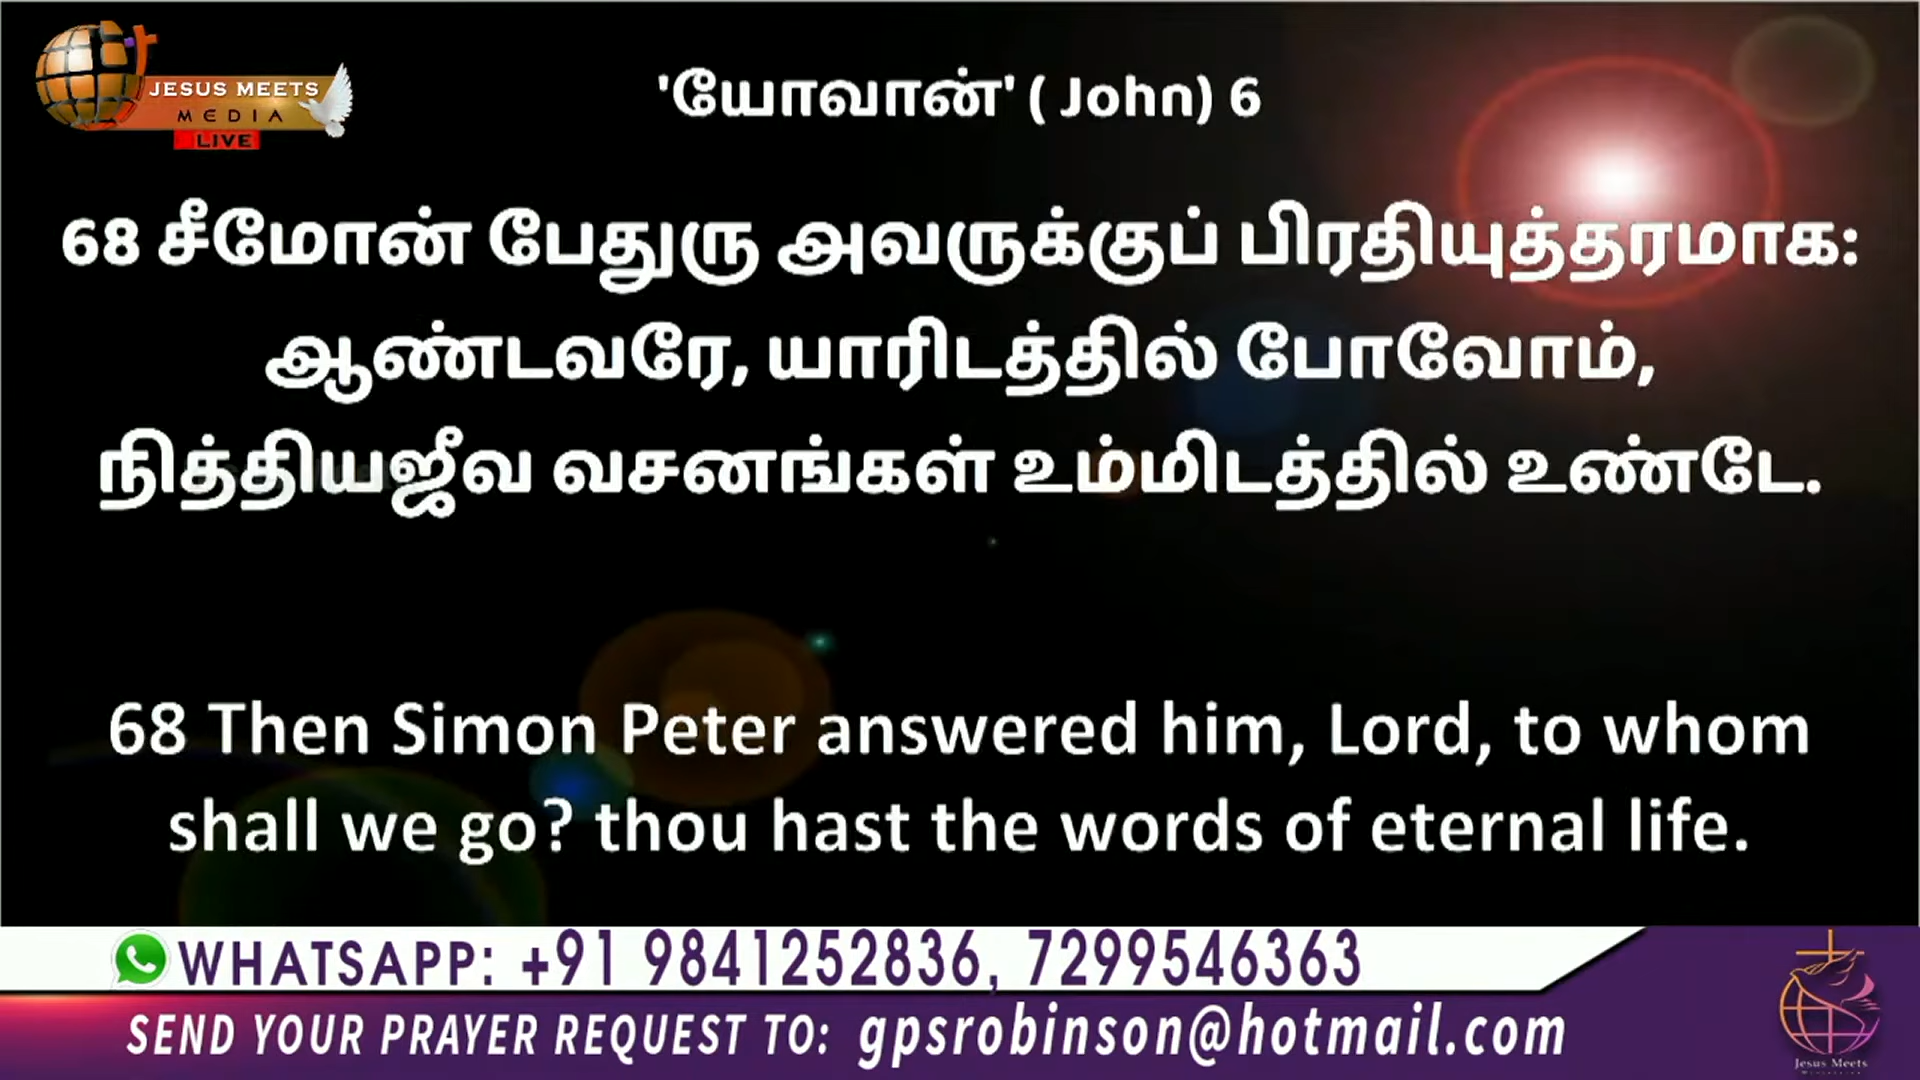 JESUS MEETS
MEDIA
LIVE
'யோவான்' ( John) 6
68 சீமோன் பேதுரு அவருக்குப் பிரதியுத்தரமாக:
ஆண்டவரே, யாரிடத்தில் போவோம்,
நித்தியஜீவ வசனங்கள் உம்மிடத்தில் உண்டே.
68 Then Simon Peter answered him, Lord, to whom
shall we go? thou hast the words of eternal life.
WHATSAPP: +91 9841252836, 7299546363
SEND YOUR PRAYER REQUEST TO: gpsrobinson@hotmail.com
Jesus Meets